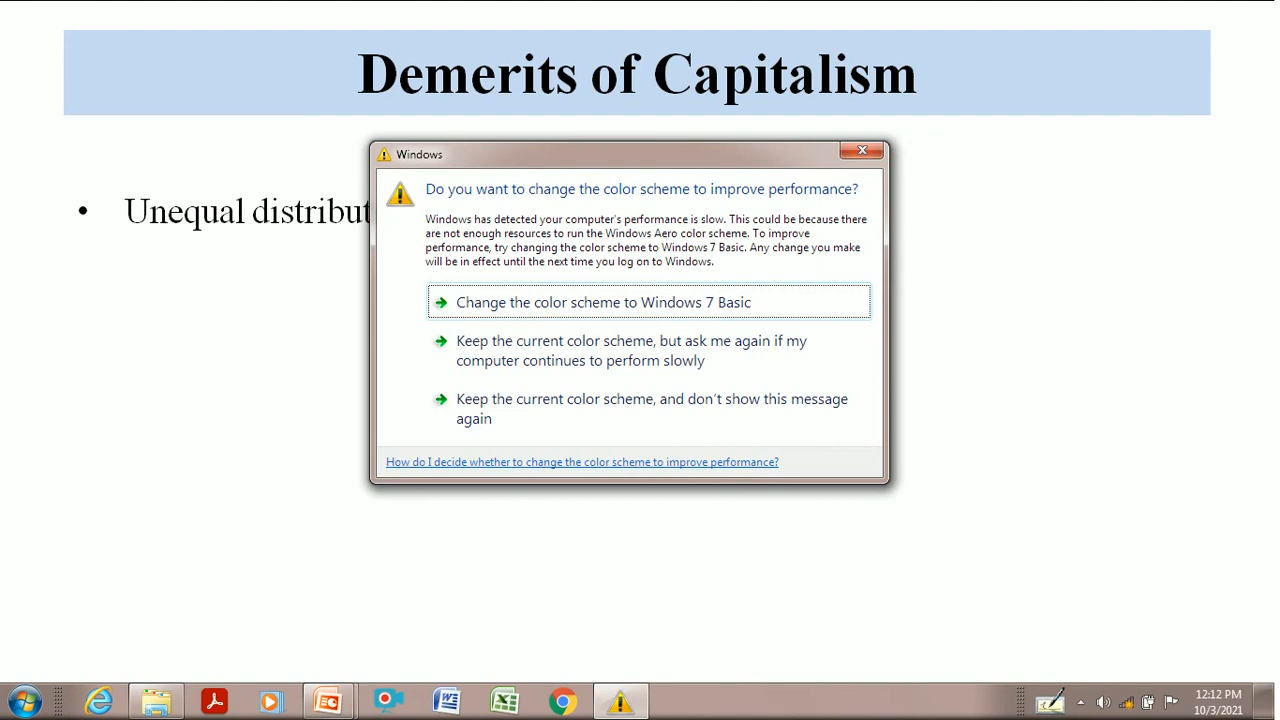 Demerits of Capitalism
Windows
Do you want to change the color scheme to improve performance?
• Unequal
Windows has detected your computer's performance is slow. This could be because there
are not enough resources to run the Windows Aero color scheme. To improve
performance, try changing the color scheme to Windows 7 Basic. Any change you make
will be in effect until the next time you log on to Windows.
Change the color scheme to Windows 7 Basic
Keep the current color scheme, but ask me again if my
computer continues to perform slowly
Keep the current color scheme, and don't show this message
again
How do I decide whether to change the color scheme to improve performance?
12:12 PM
10/3/2021